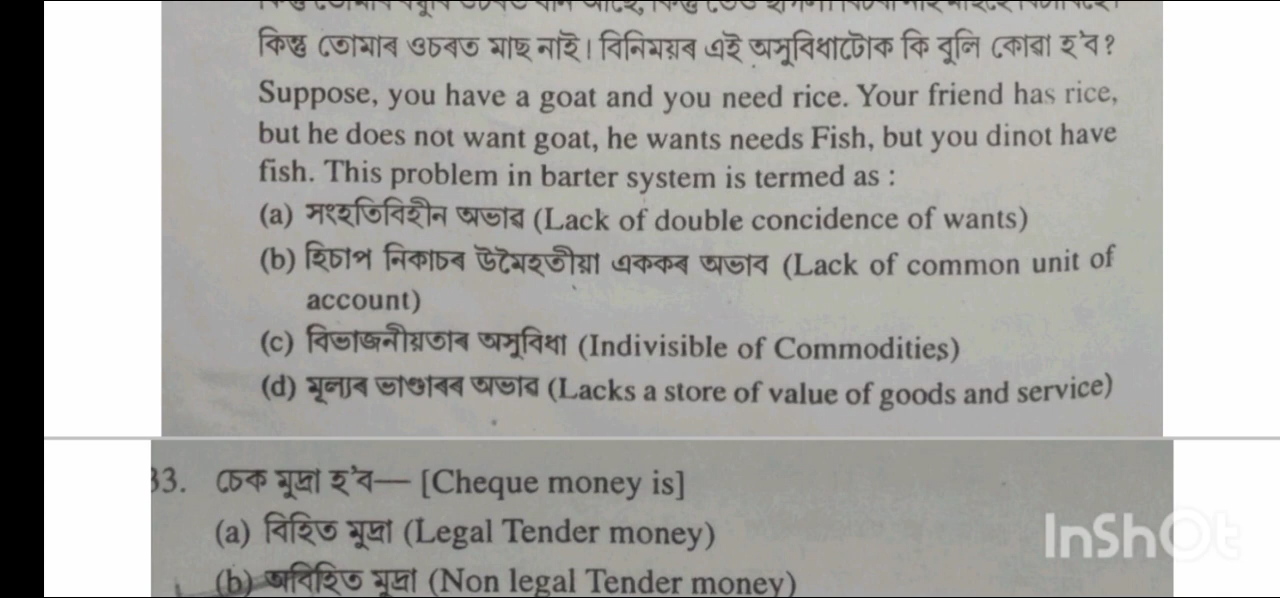 কিন্তু তোমাৰ ওচৰত মাছ নাই। বিনিময়ৰ এই অসুবিধাটোক কি বুলি কোৱা হ'ব?
Suppose, you have a goat and you need rice. Your friend has rice,
but he does not want goat, he wants needs Fish, but you dinot have
fish. This problem in barter system is termed as :
(a) সংহতিবিহীন অভাৱ (Lack of double concidence of wants)
(b) হিচাপ নিকাচৰ উমৈহতীয়া এককৰ অভাব (Lack of common unit of
account)
(c) বিভাজনীয়তাৰ অসুবিধা (Indivisible of Commodities)
(d) মূল্যৰ ভাণ্ডাৰৰ অভাৱ (Lacks a store of value of goods and service)
33. চেক মুদ্ৰা হ'ব— [Cheque money is]
(a) বিহিত মুদ্ৰা (Legal Tender money)
(b) অবিহিত মুদ্ৰা (Non legal Tender money)
InShOt